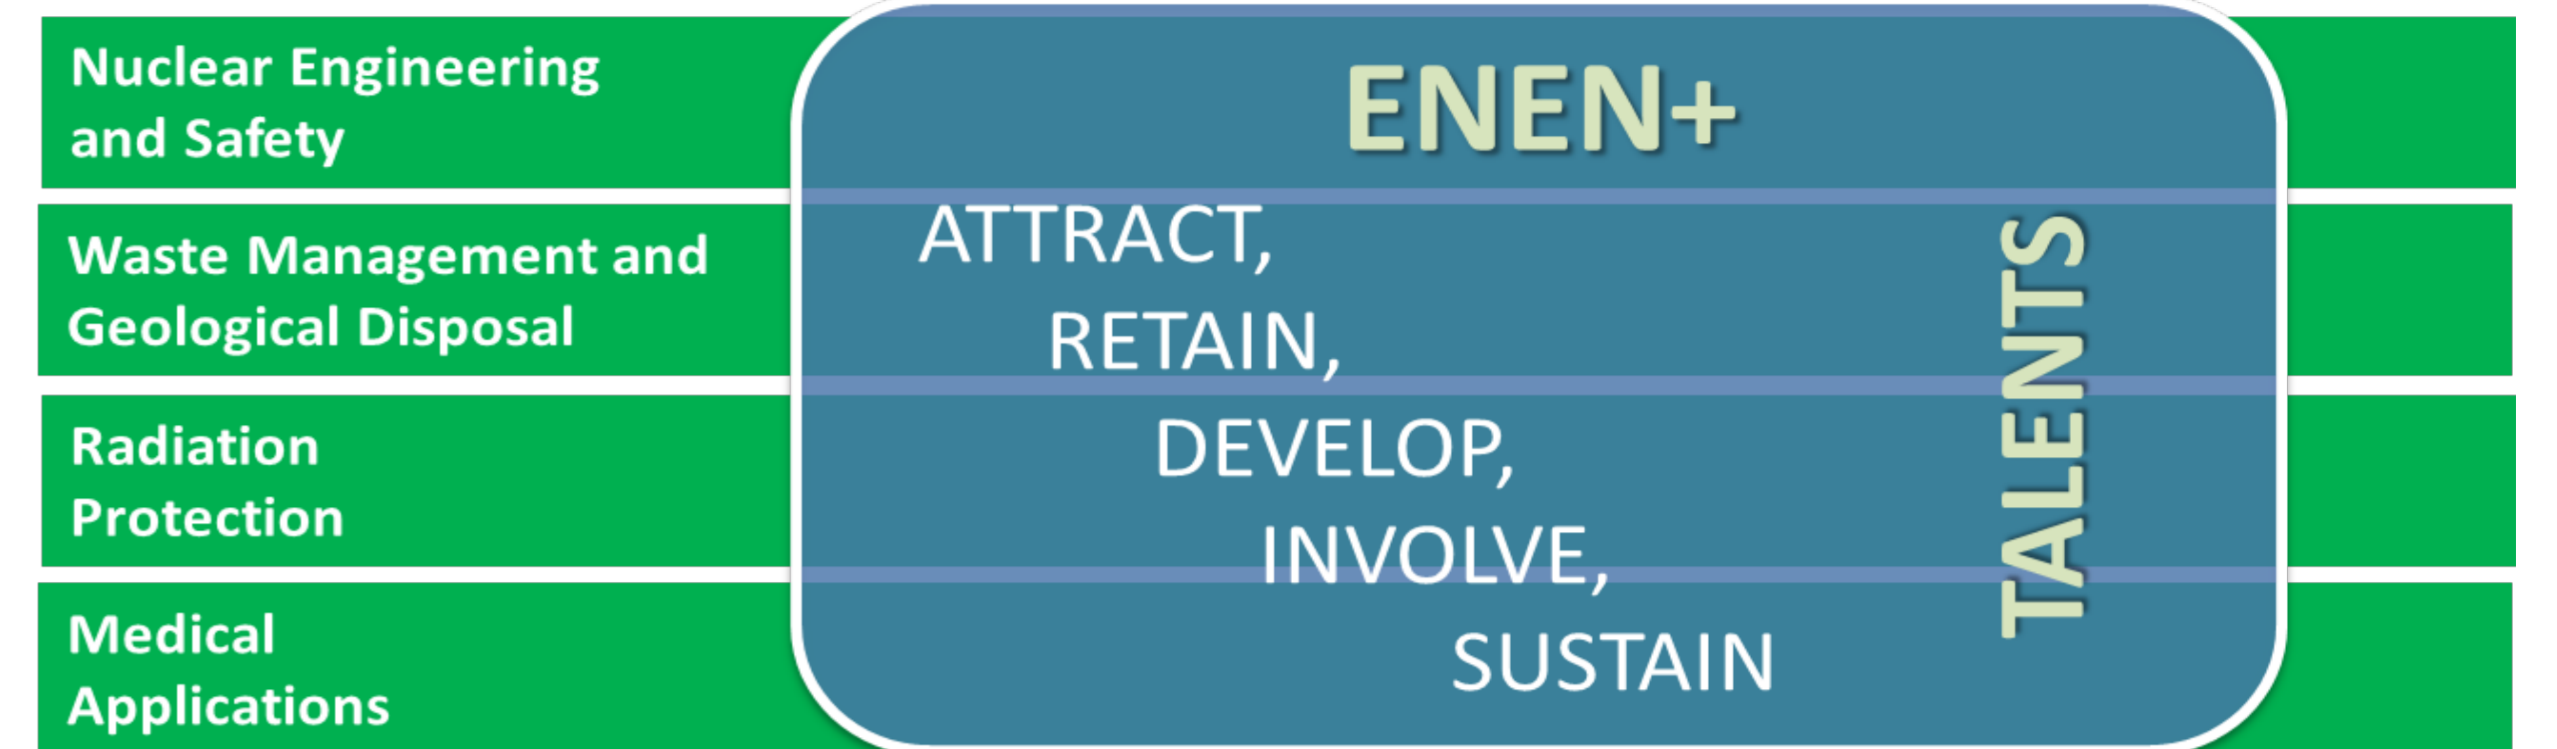 Nuclear Engineering
and Safety
Waste Management and
Geological Disposal
Radiation
Protection
Medical
Applications
ENEN+
ATTRACT,
RETAIN,
DEVELOP,
INVOLVE,
SUSTAIN
TALENTS